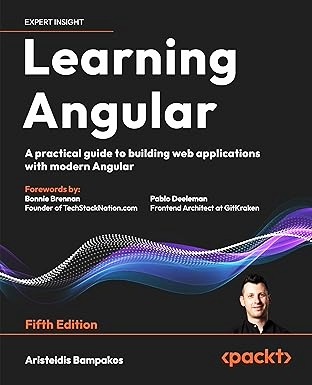 EXPERT INSIGHT
Learning
Angular
A practical guide to building web applications
with modern Angular
Forewords by:
Bonnie Brennan
Founder of TechStackNation.com
Pablo Deeleman
Frontend Architect at GitKraken
Fifth Edition
Aristeidis Bampakos
<packt>